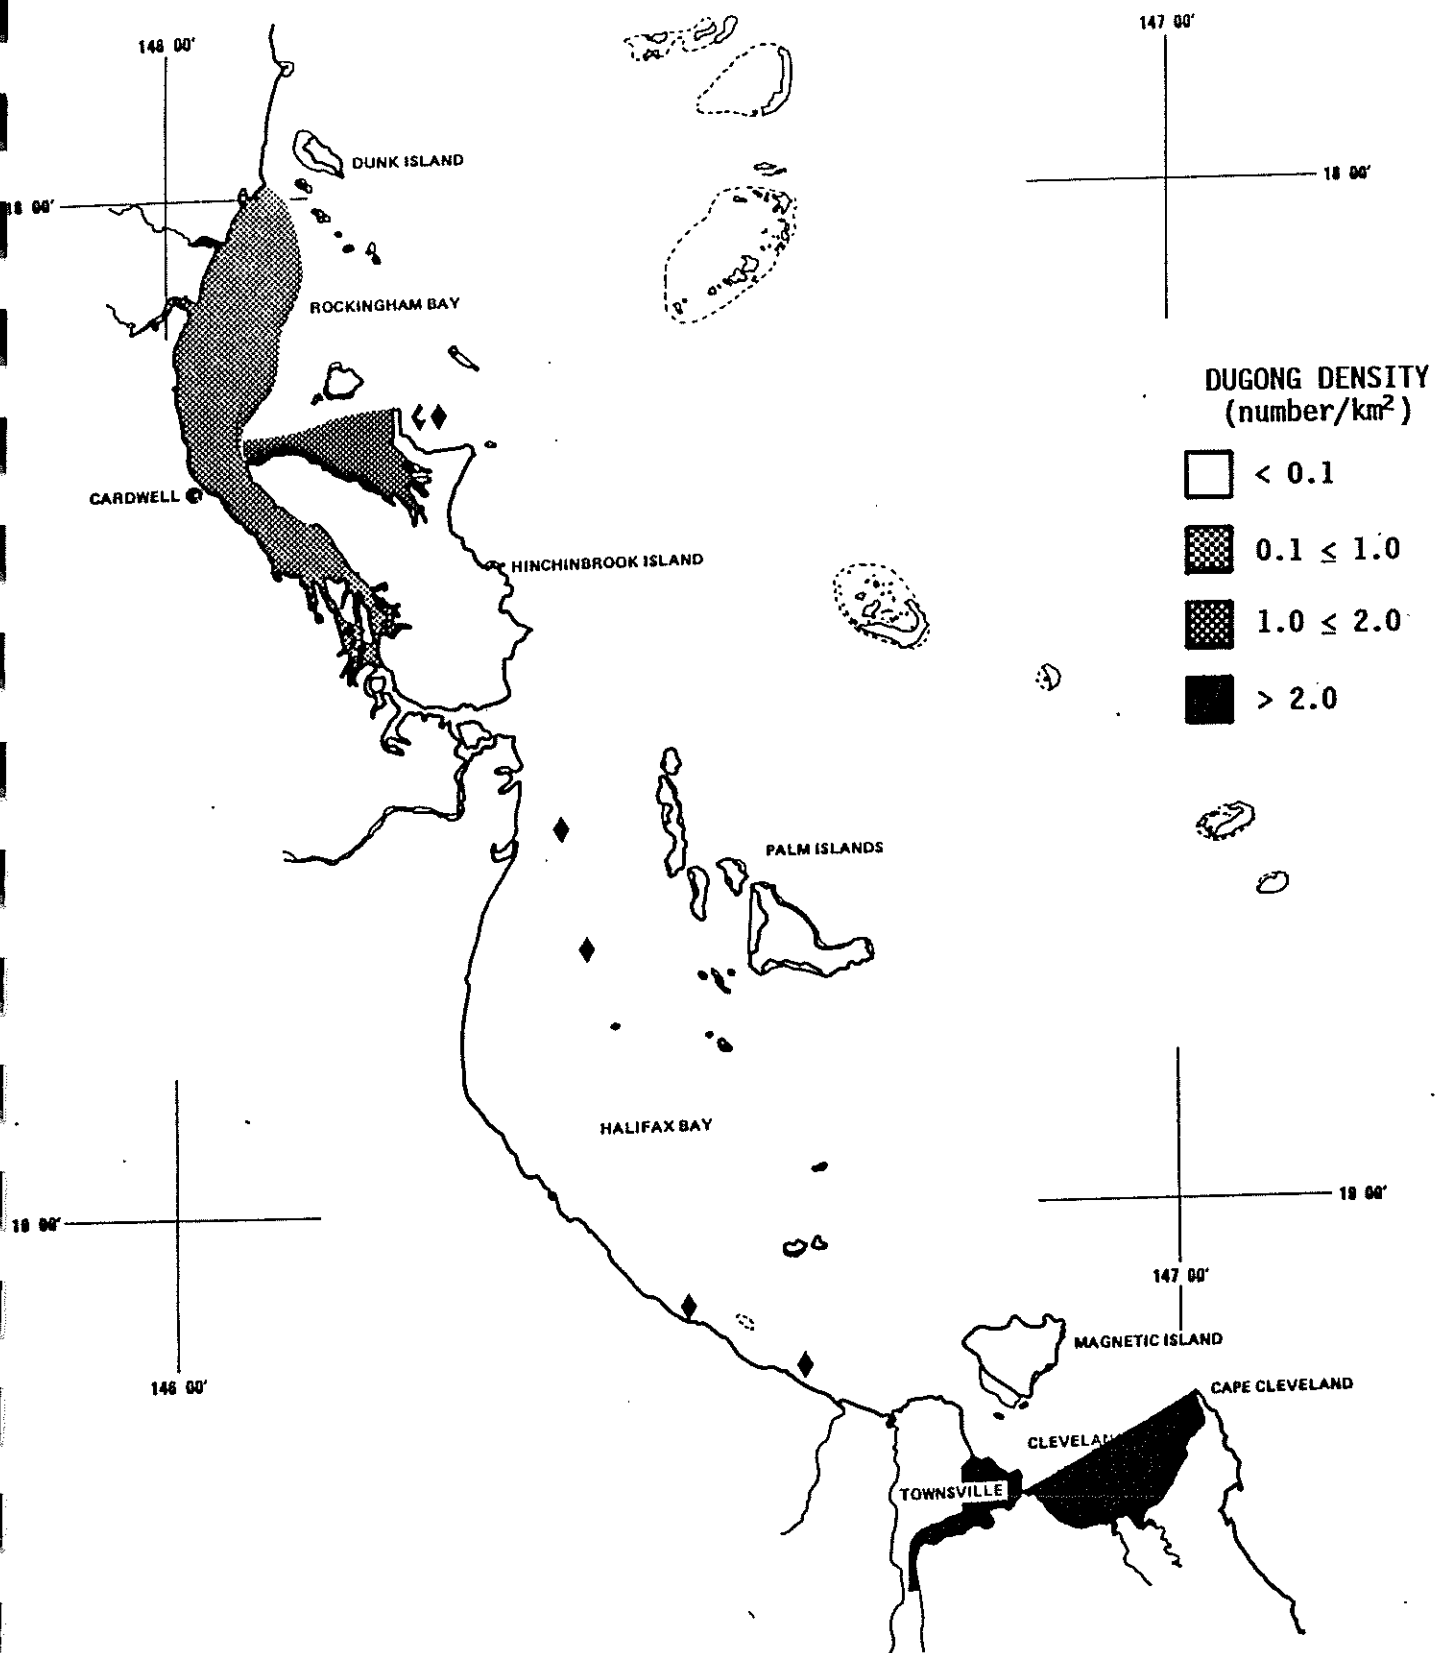 147 00'
146 00'
DUNK ISLAND
18 00'
18 00'
ROCKINGHAM BAY
DUGONG DENSITY
(number/km²)
< 0.1
CARDWELL
0.1 ≤ 1.0
HINCHINBROOK ISLAND
1.0 ≤ 2.0
> 2.0
PALM ISLANDS
HALIFAX BAY
19 00'
19 00'
147 00'
MAGNETIC ISLAND
146 00'
CAPE CLEVELAND
TOWNSVILLE